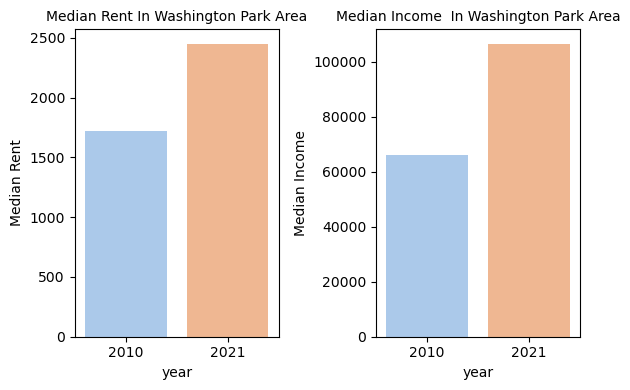 Median Rent In Washington Park Area
2500
2000
1500
1000
500
0
Median Rent
2010 2021
year
Median Income  In Washington Park Area
100000
80000
60000
40000
20000
0
Median Income
2010 2021
year